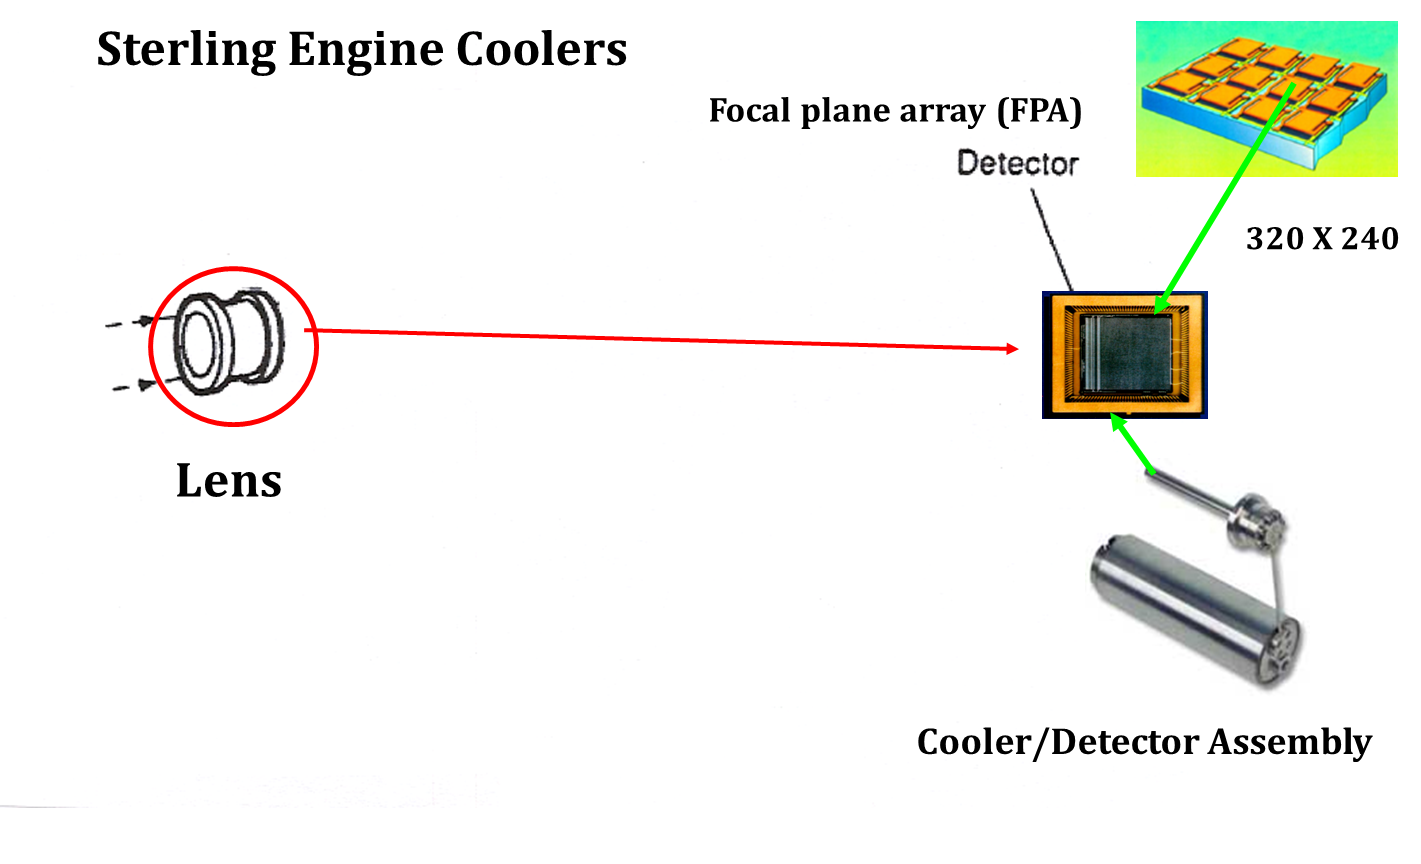 Sterling Engine Coolers
Focal plane array (FPA)
Detector
320 X 240
Lens
Cooler/Detector Assembly